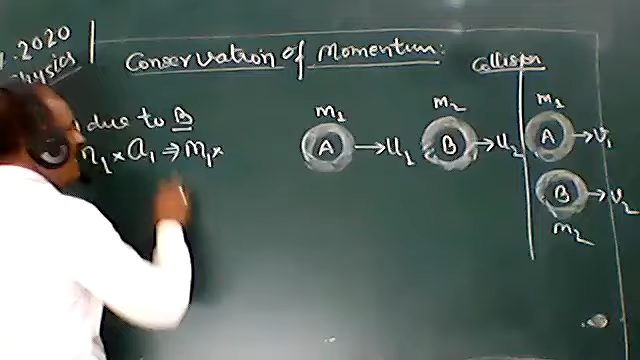 .2020
Physics
Conservation of Momentum:
Collision
due to B
m₁ × a₁ → m₁ ×
m₁
A → u₁
m₂
B → u₂
m₁
A → v₁
B → v₂
m₂